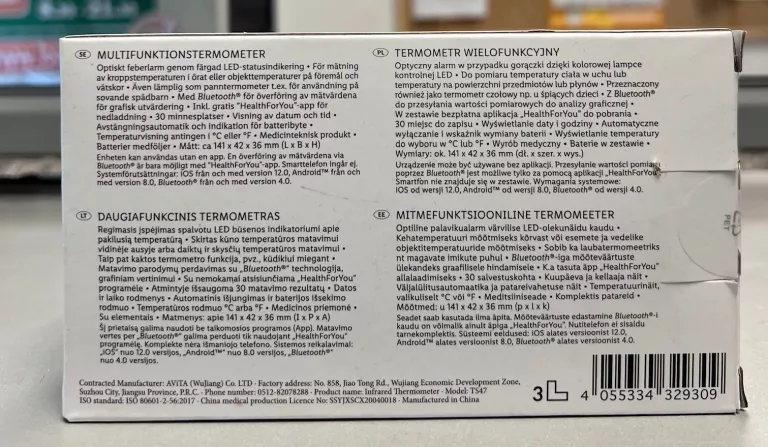 SE MULTIFUNKTIONSTERMOMETER
Optiskt feberlarm genom färgad LED-statusindikering • För mätning
av kroppstemperaturen i örat eller objekttemperaturer på föremål och
vätskor • Även lämplig som panntermometer t.ex. för användning på
sovande spädbarn • Med Bluetooth® för överföring av mätvärdena
för grafisk utvärdering • Inkl. gratis "HealthForYou"-app för
nedladdning • 30 minnesplatser • Visning av datum och tid •
Avstängningsautomatik och Indikation för batteribyte •
Temperaturvisning antingen i °C eller °F • Medicinteknisk produkt •
Batterier medföljer • Mått: ca 141 x 42 x 36 mm (L x B x H)
Enheten kan användas utan en app. En överföring av mätvärdena via
Bluetooth® är bara möjligt med "HealthForYou"-app. Smarttelefon ingår ej.
Systemförutsättningar: iOS från och med version 12.0, Android™ från och
med version 8.0, Bluetooth® från och med version 4.0.
PL TERMOMETR WIELOFUNKCYJNY
Optyczny alarm w przypadku gorączki dzięki kolorowej lampce
kontrolnej LED • Do pomiaru temperatury ciała w uchu lub
temperatury na powierzchni przedmiotów lub płynów • Przeznaczony
również jako termometr czołowy np. u śpiących dzieci • Z Bluetooth®
do przesyłania wartości pomiarowych do analizy graficznej •
W zestawie bezpłatna aplikacja „HealthForYou" do pobrania •
30 miejsc do zapisu • Wyświetlanie daty i godziny • Automatyczne
wyłączanie i wskaźnik wymiany baterii • Wyświetlanie temperatury
do wyboru w °C lub °F • Wyrób medyczny • Baterie w zestawie •
Wymiary: ok. 141 x 42 x 36 mm (dł. x szer. x wys.)
Urządzenie może być używane bez aplikacji. Przesyłanie wartości pomiaru
poprzez Bluetooth® jest możliwe tylko za pomocą aplikacji „HealthForYou"
Smartfon nie znajduje się w zestawie. Wymagania systemowe:
iOS od wersji 12.0, Android™ od wersji 8.0, Bluetooth® od wersji 4.0.
LT DAUGIAFUNKCINIS TERMOMETRAS
Regimasis įspėjimas spalvotu LED būsenos indikatoriumi apie
pakilusią temperatūrą • Skirtas kūno temperatūros matavimui
vidinėje ausyje arba daiktų ir skysčių temperatūros matavimui •
Taip pat kaktos termometro funkcija, pvz., kūdikiui miegant •
Matavimo parodymų perdavimas su „Bluetooth®" technologija,
grafiniam vertinimui • Su nemokamai atsisiunčiama „HealthForYou"
programėle • Atmintyje išsaugoma 30 matavimo rezultatų • Datos
ir laiko rodmenys • Automatinis išjungimas ir baterijos išsekimo
rodmuo • Temperatūros rodmuo °C arba °F • Medicinos priemonė •
Su elementais • Matmenys: apie 141 x 42 x 36 mm (I x P x A)
Šį prietaisą galima naudoti be taikomosios programos (App). Matavimo
vertes per „Bluetooth®" galima perduoti tik naudojant „HealthForYou"
programėlę. Komplekte nėra išmaniojo telefono. Sistemos reikalavimai:
„iOS" nuo 12.0 versijos, „Android™" nuo 8.0 versijos, „Bluetooth®"
nuo 4.0 versijos.
EE MITMEFUNKTSIOONILINE TERMOMEETER
Optiline palavikualarm värvilise LED-olekunäidu kaudu •
Kehatemperatuuri mõõtmiseks kõrvast või esemete ja vedelike
objektitemperatuuride mõõtmiseks • Sobib ka laubatermomeetriks
nt magavate imikute puhul • Bluetooth®-iga mõõteväärtuste
ülekandeks graafilisele hindamisele • K.a tasuta äpp „HealthForYou"
allalaadimiseks • 30 salvestuskohta • Kuupäeva ja kellaaja näit •
Väljalülitusautomaatika ja patareivahetuse näit • Temperatuurinäit,
valikuliselt °C või °F • Meditsiiniseade • Komplektis patareid •
Mõõtmed: u 141 x 42 x 36 mm (p x l x k)
Seadet saab kasutada ilma äpita. Mõõteväärtuste edastamine Bluetooth®-i
kaudu on võimalik ainult äpiga „HealthForYou". Nutitelefon ei sisaldu
tarnekomplektis. Süsteemi eeldused: iOS alates versioonist 12.0,
Android™ alates versioonist 8.0, Bluetooth® alates versioonist 4.0.
PET
Contracted Manufacturer: AViTA (WuJiang) Co. LTD · Factory address: No. 858, Jiao Tong Rd., Wujiang Economic Development Zone,
Suzhou City, Jiangsu Province, P.R.C. · Phone number: 0512-82078288 · Product name: Infrared Thermometer · Model: TS47
ISO standard: ISO 80601-2-56:2017 · China medical production Licence No: SSYJXSCX20040018 · Manufactured in China
3L
4 055334 329309